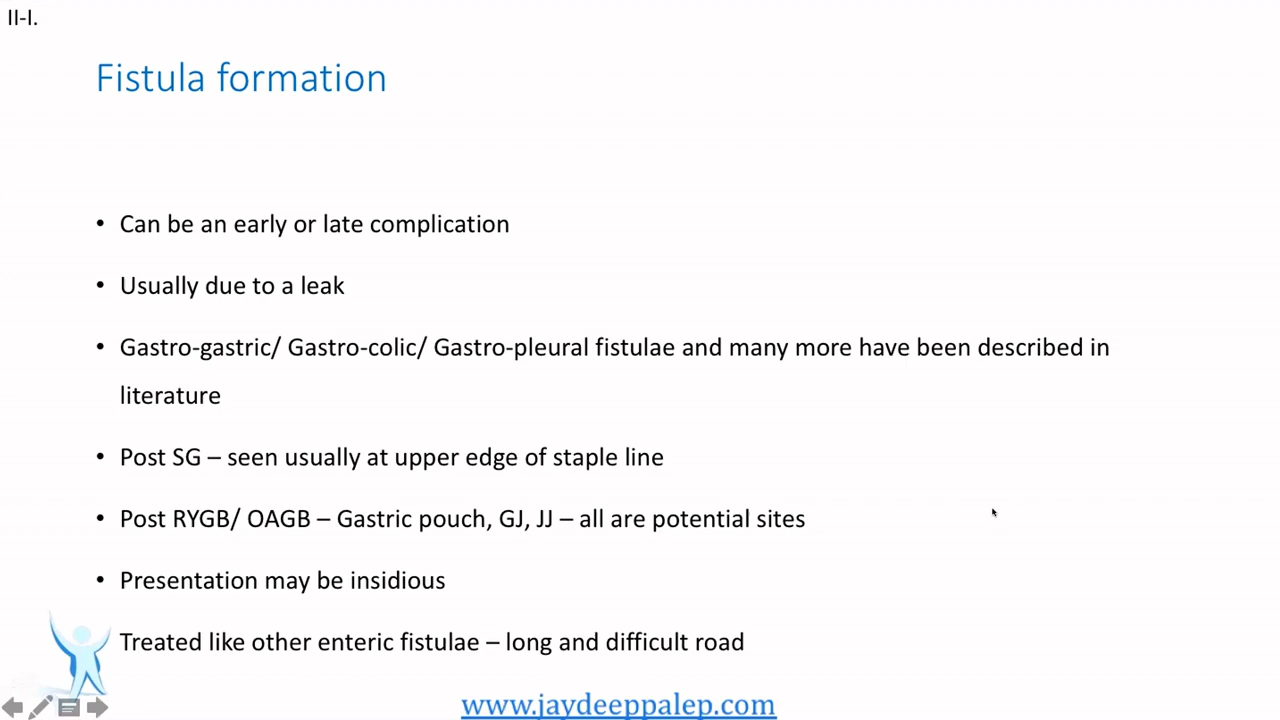 II-I.
Fistula formation
• Can be an early or late complication
• Usually due to a leak
• Gastro-gastric/ Gastro-colic/ Gastro-pleural fistulae and many more have been described in
literature
• Post SG – seen usually at upper edge of staple line
• Post RYGB/ OAGB – Gastric pouch, GJ, JJ – all are potential sites
• Presentation may be insidious
Treated like other enteric fistulae – long and difficult road
www.jaydeeppalep.com